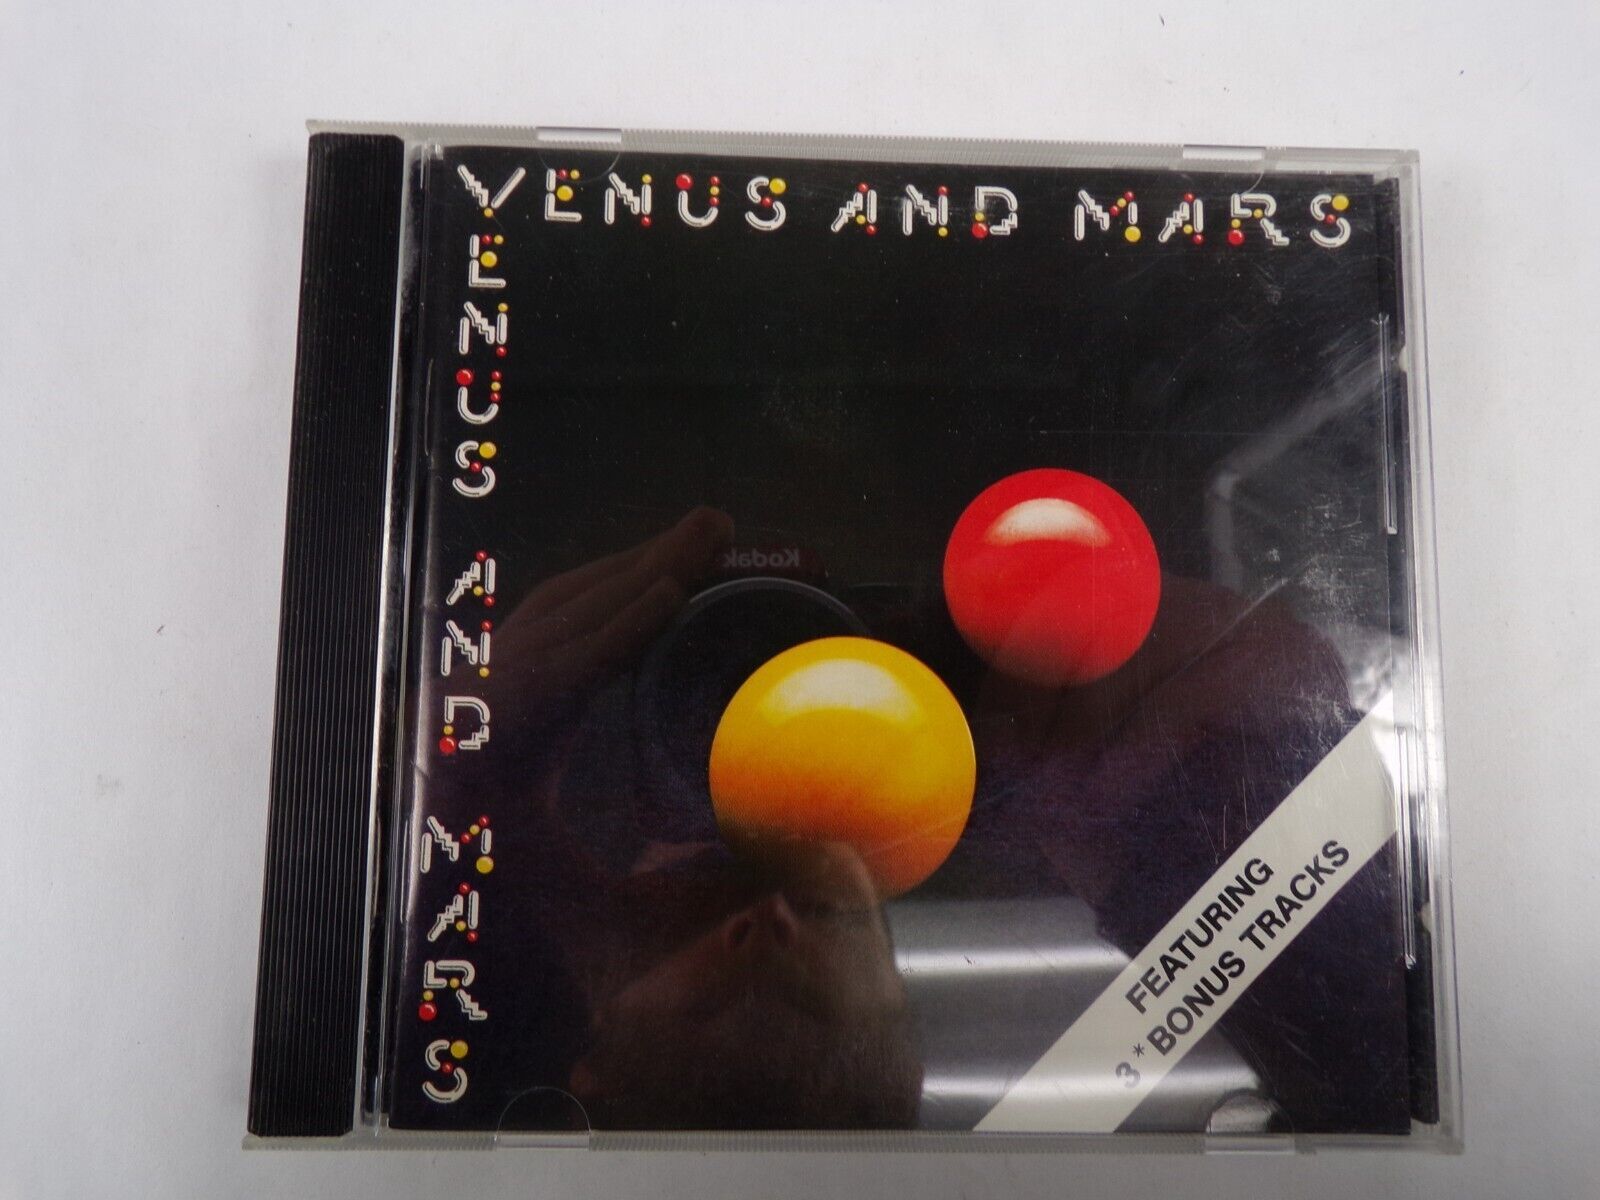 VENUS AND MARS
VENUS AND MARS
Kodak
FEATURING
3* BONUS TRACKS